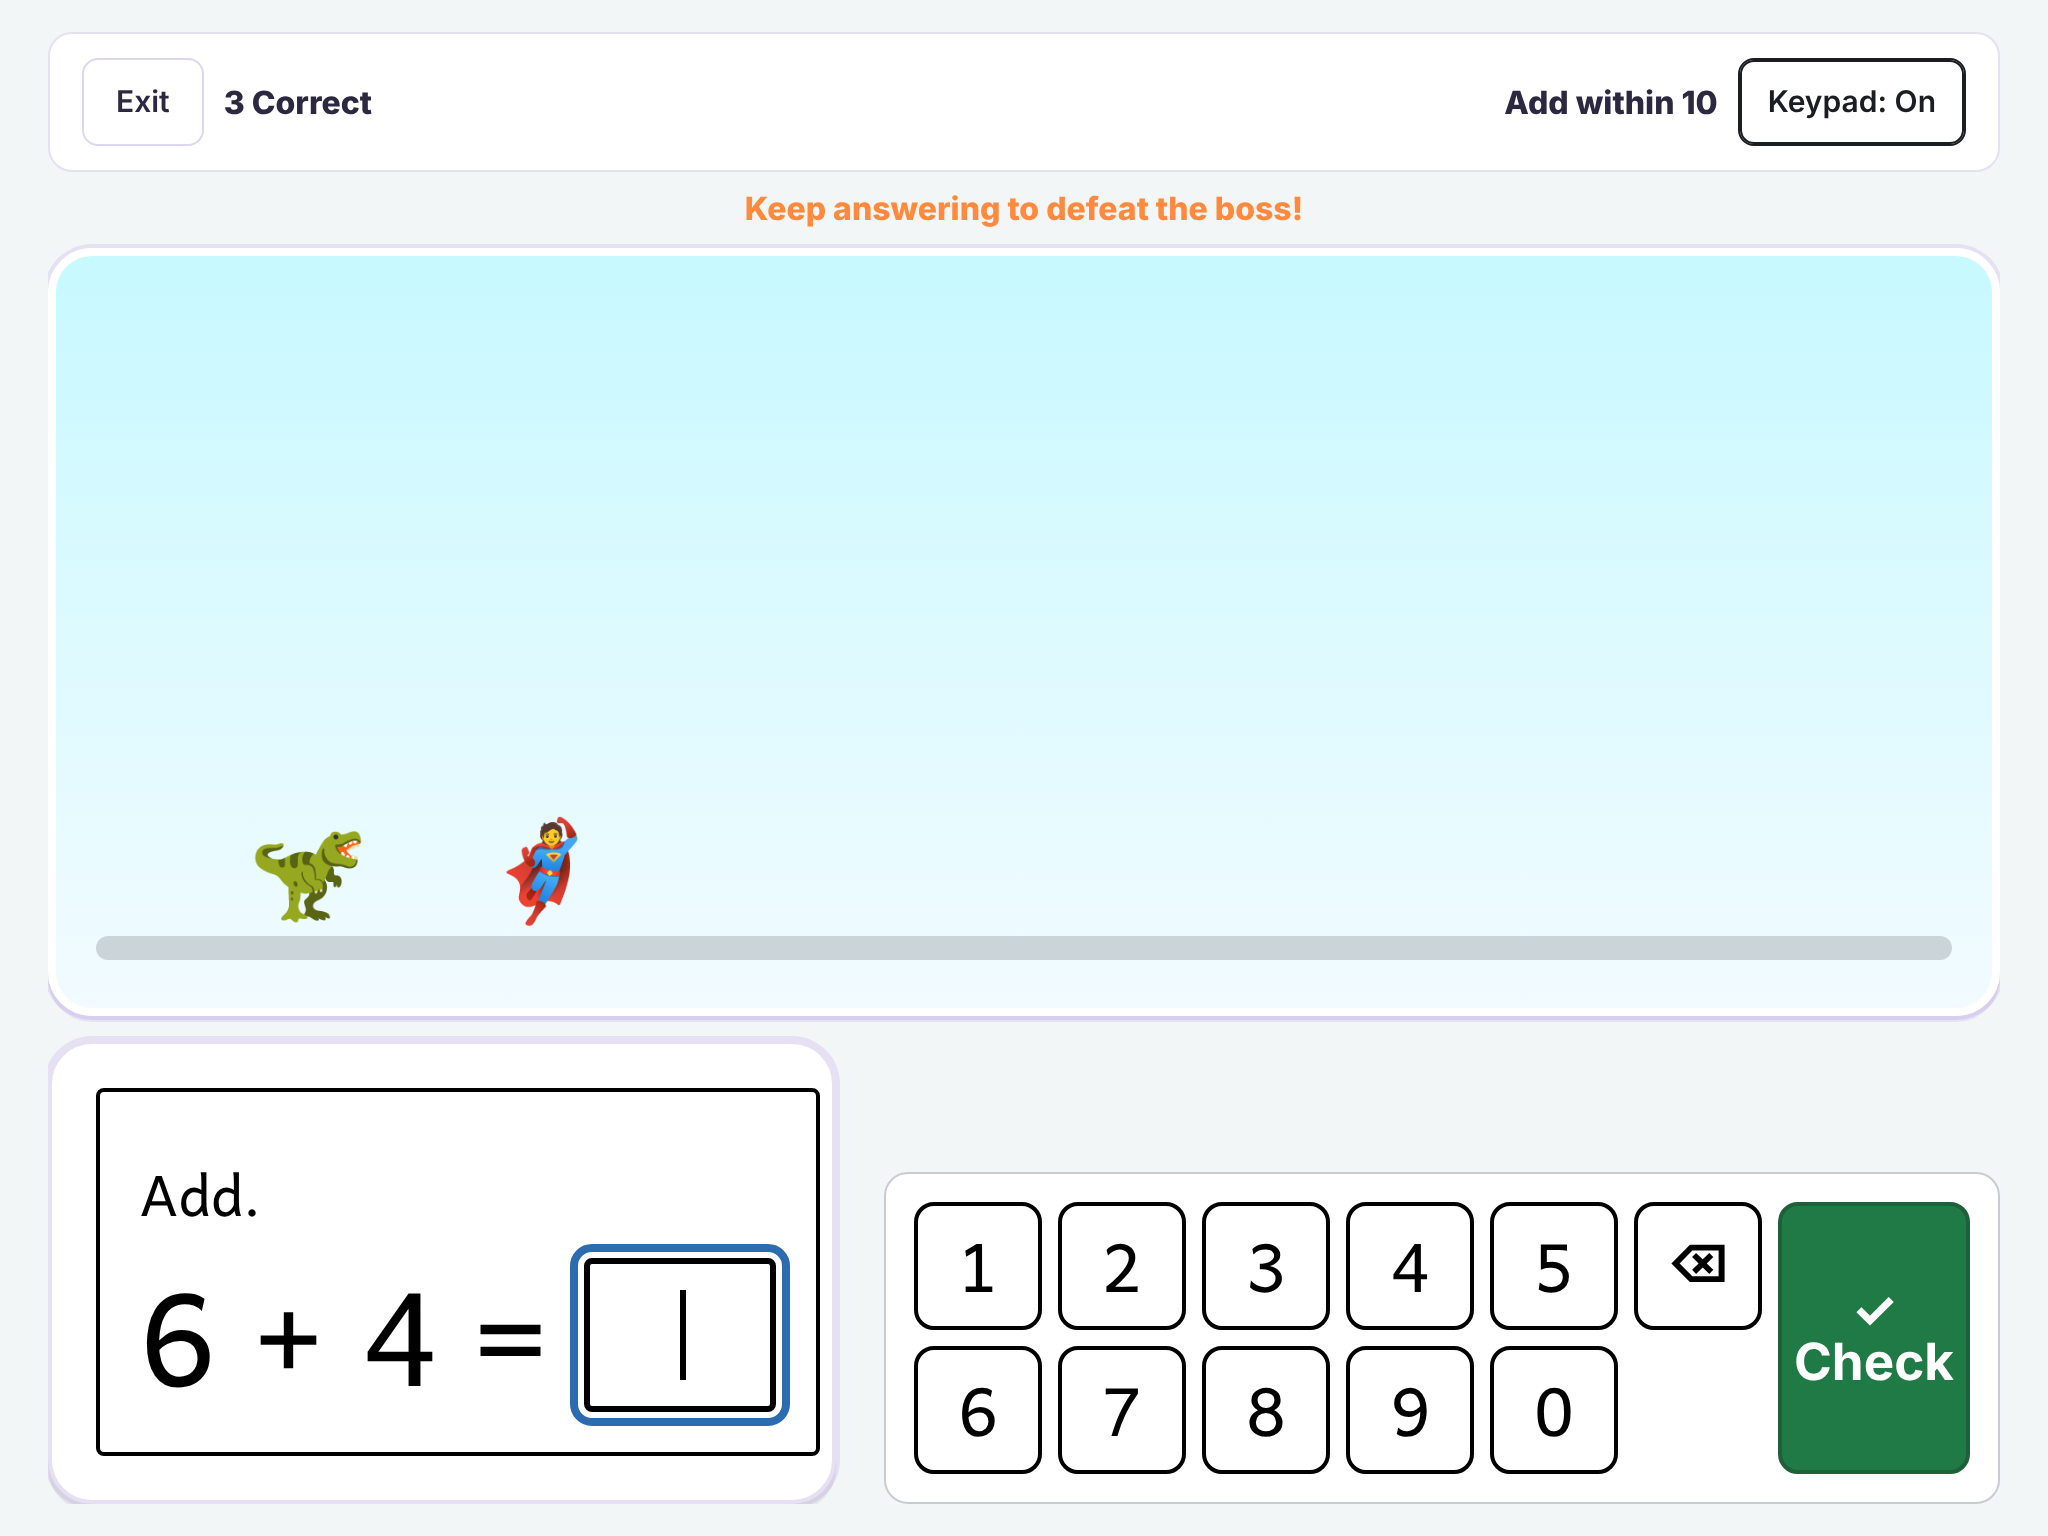 Exit
3 Correct
Add within 10
Keypad: On
Keep answering to defeat the boss!
Add.
6 + 4 =
1 2 3 4 5
6 7 8 9 0
Check